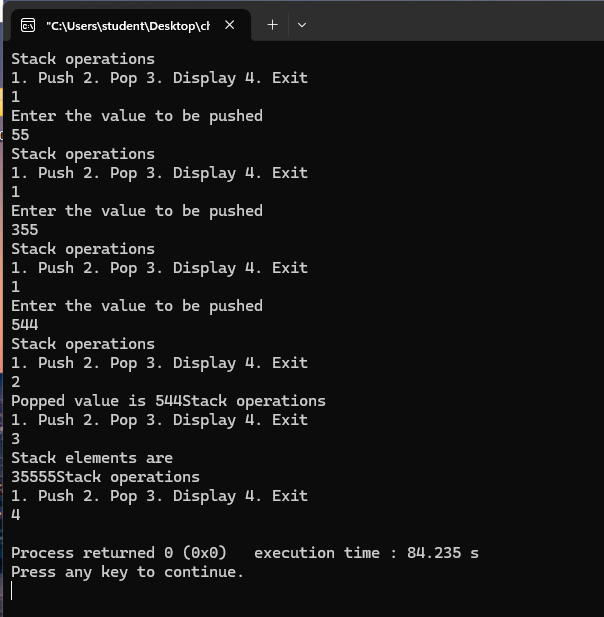 "C:\Users\student\Desktop\ch
Stack operations
1. Push 2. Pop 3. Display 4. Exit
1
Enter the value to be pushed
55
Stack operations
1. Push 2. Pop 3. Display 4. Exit
1
Enter the value to be pushed
355
Stack operations
1. Push 2. Pop 3. Display 4. Exit
1
Enter the value to be pushed
544
Stack operations
1. Push 2. Pop 3. Display 4. Exit
2
Popped value is 544Stack operations
1. Push 2. Pop 3. Display 4. Exit
3
Stack elements are
35555Stack operations
1. Push 2. Pop 3. Display 4. Exit
4
Process returned 0 (0x0)   execution time : 84.235 s
Press any key to continue.